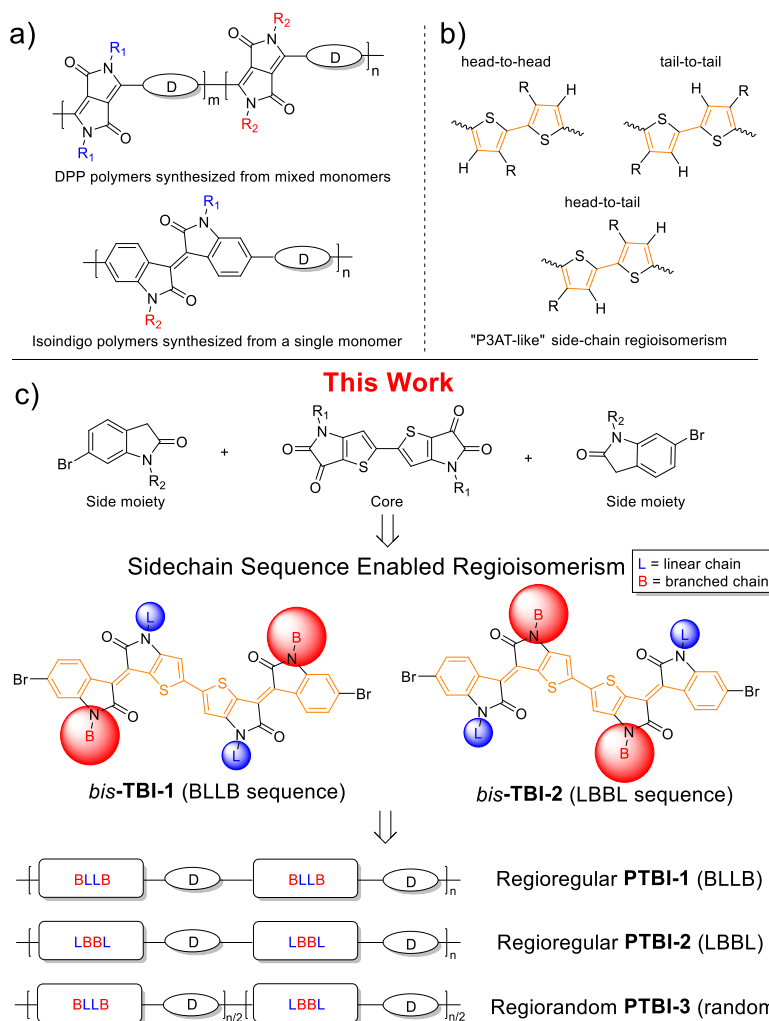 a)
R1
O
N
D
m
N
O
R1
R2
O
N
D
n
N
O
R2
DPP polymers synthesized from mixed monomers
R1
O
N
D
n
N
O
R2
Isoindigo polymers synthesized from a single monomer
b)
head-to-head
tail-to-tail
R
H
S
S
H
R
H
R
S
S
R
H
head-to-tail
R
H
S
S
R
H
"P3AT-like" side-chain regioisomerism
This Work
c)
Br
N
O
R2
Side moiety
+
R1
N
O
O
S
S
O
O
N
R1
Core
+
R2
N
O
Br
Side moiety
Sidechain Sequence Enabled Regioisomerism
L = linear chain
B = branched chain
L
O
N
Br
N
O
B
S
S
B
O
N
Br
N
O
L
B
O
N
Br
N
O
L
S
S
L
O
N
Br
N
O
B
bis-TBI-1 (BLLB sequence)
bis-TBI-2 (LBBL sequence)
BLLB
D
BLLB
D
n
Regioregular PTBI-1 (BLLB)
LBBL
D
LBBL
D
n
Regioregular PTBI-2 (LBBL)
BLLB
D
n/2
LBBL
D
n/2
Regiorandom PTBI-3 (random